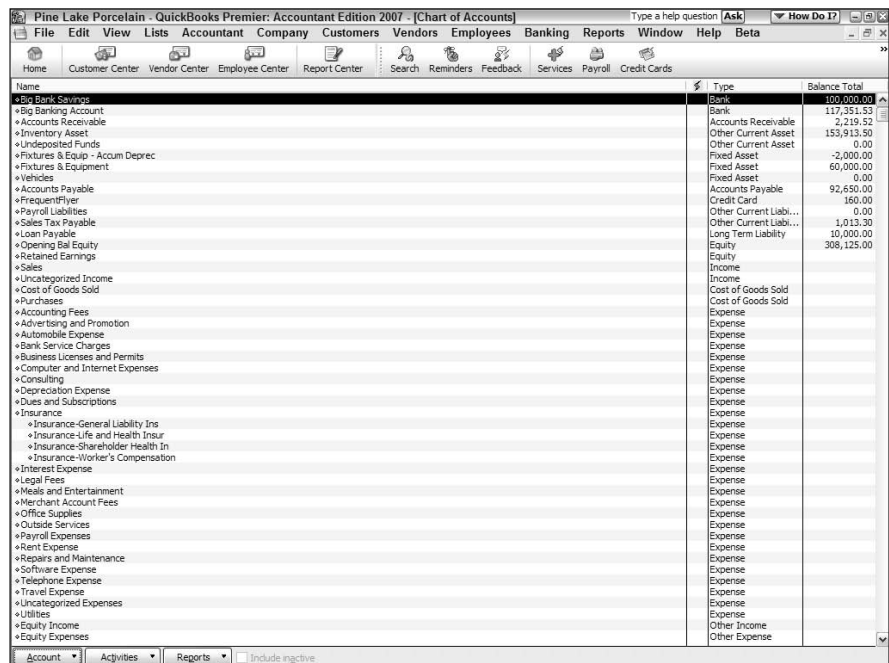 Pine Lake Porcelain - QuickBooks Premier: Accountant Edition 2007 - [Chart of Accounts] Type a help question Ask How Do I?
File Edit View Lists Accountant Company Customers Vendors Employees Banking Reports Window Help Beta
Home Customer Center Vendor Center Employee Center Report Center Search Reminders Feedback Services Payroll Credit Cards
Name Type Balance Total
Big Bank Savings Bank 100,000.00
Big Banking Account Bank 117,351.53
Accounts Receivable Accounts Receivable 2,219.52
Inventory Asset Other Current Asset 153,913.50
Undeposited Funds Other Current Asset 0.00
Fixtures & Equip - Accum Deprec Fixed Asset -2,000.00
Fixtures & Equipment Fixed Asset 60,000.00
Vehicles Fixed Asset 0.00
Accounts Payable Accounts Payable 92,650.00
FrequentFlyer Credit Card 160.00
Payroll Liabilities Other Current Liabi... 0.00
Sales Tax Payable Other Current Liabi... 1,013.30
Loan Payable Long Term Liability 10,000.00
Opening Bal Equity Equity 308,125.00
Retained Earnings Equity
Sales Income
Uncategorized Income Income
Cost of Goods Sold Cost of Goods Sold
Purchases Cost of Goods Sold
Accounting Fees Expense
Advertising and Promotion Expense
Automobile Expense Expense
Bank Service Charges Expense
Business Licenses and Permits Expense
Computer and Internet Expenses Expense
Consulting Expense
Depreciation Expense Expense
Dues and Subscriptions Expense
Insurance Expense
Insurance-General Liability Ins Expense
Insurance-Life and Health Insur Expense
Insurance-Shareholder Health In Expense
Insurance-Worker's Compensation Expense
Interest Expense Expense
Legal Fees Expense
Meals and Entertainment Expense
Merchant Account Fees Expense
Office Supplies Expense
Outside Services Expense
Payroll Expenses Expense
Rent Expense Expense
Repairs and Maintenance Expense
Software Expense Expense
Telephone Expense Expense
Travel Expense Expense
Uncategorized Expenses Expense
Utilities Expense
Equity Income Other Income
Equity Expenses Other Expense
Account Activities Reports Include inactive